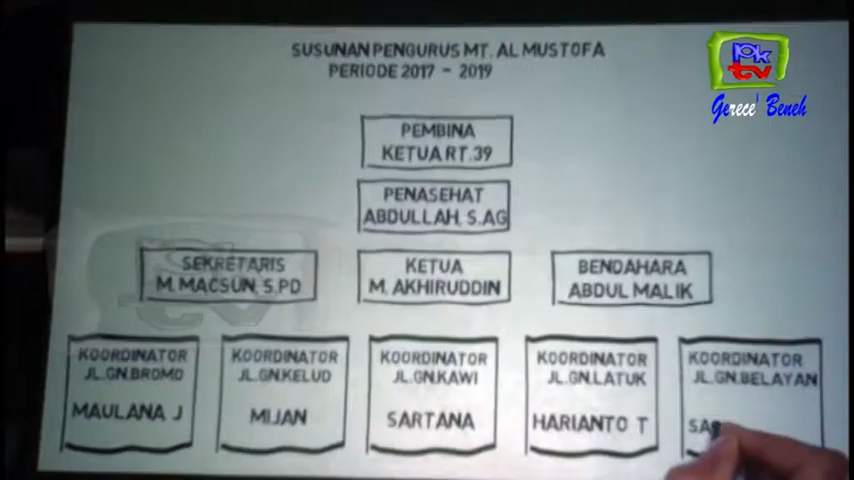 SUSUNAN PENGURUS MT. AL MUSTOFA
PERIODE 2017 - 2019
pk
tv
Gerece' Beneh
PEMBINA
KETUA RT.39
PENASEHAT
ABDULLAH, S.AG
SEKRETARIS
M. MACSUN, S.PD
KETUA
M. AKHIRUDDIN
BENDAHARA
ABDUL MALIK
KOORDINATOR
JL.GN.BROMO
MAULANA J
KOORDINATOR
JL.GN.KELUD
MIJAN
KOORDINATOR
JL.GN.KAWI
SARTANA
KOORDINATOR
JL.GN.LATUK
HARIANTO T
KOORDINATOR
JL.GN.BELAYAN